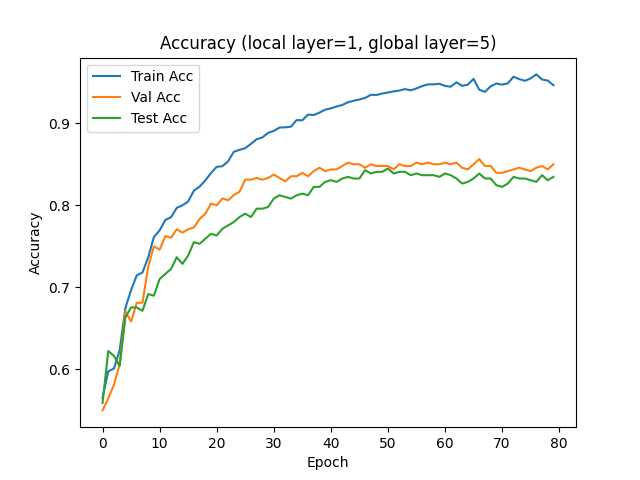 Accuracy (local layer=1, global layer=5)
Train Acc
Val Acc
Test Acc
Accuracy
0.9
0.8
0.7
0.6
0 10 20 30 40 50 60 70 80
Epoch